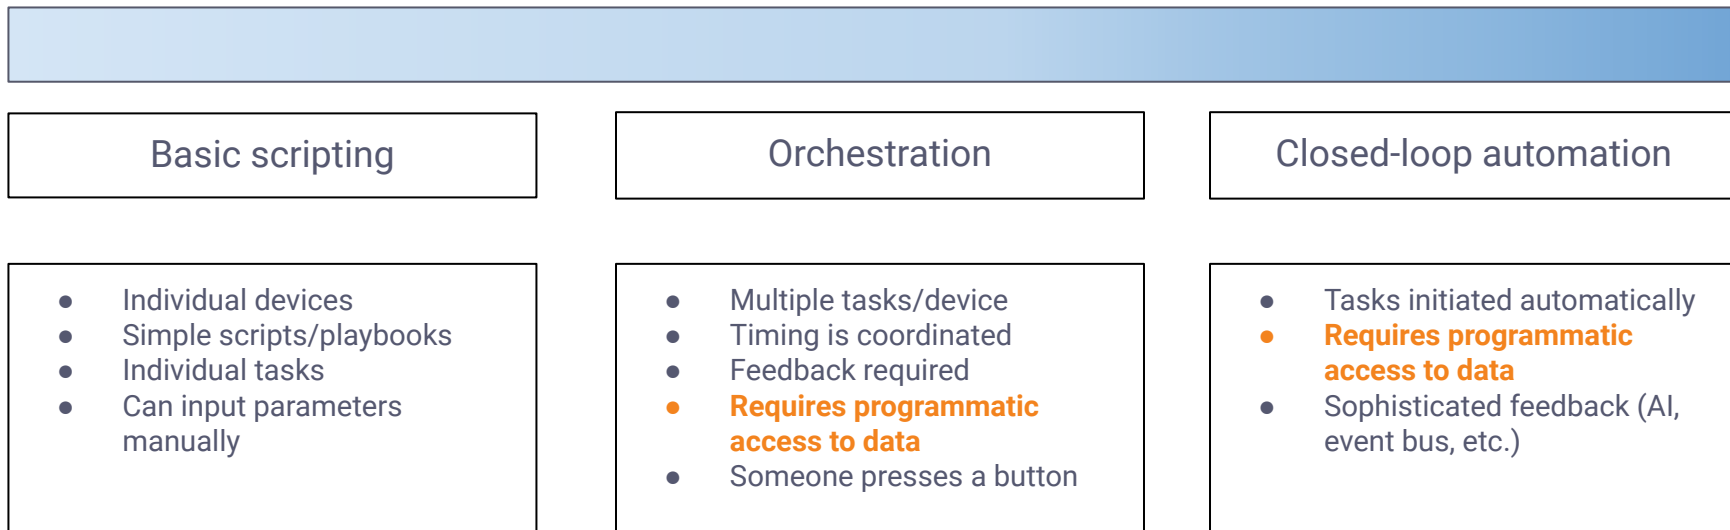 Basic scripting
Orchestration
Closed-loop automation
● Individual devices
● Simple scripts/playbooks
● Individual tasks
● Can input parameters
manually
● Multiple tasks/device
● Timing is coordinated
● Feedback required
● Requires programmatic
access to data
● Someone presses a button
● Tasks initiated automatically
● Requires programmatic
access to data
● Sophisticated feedback (AI,
event bus, etc.)